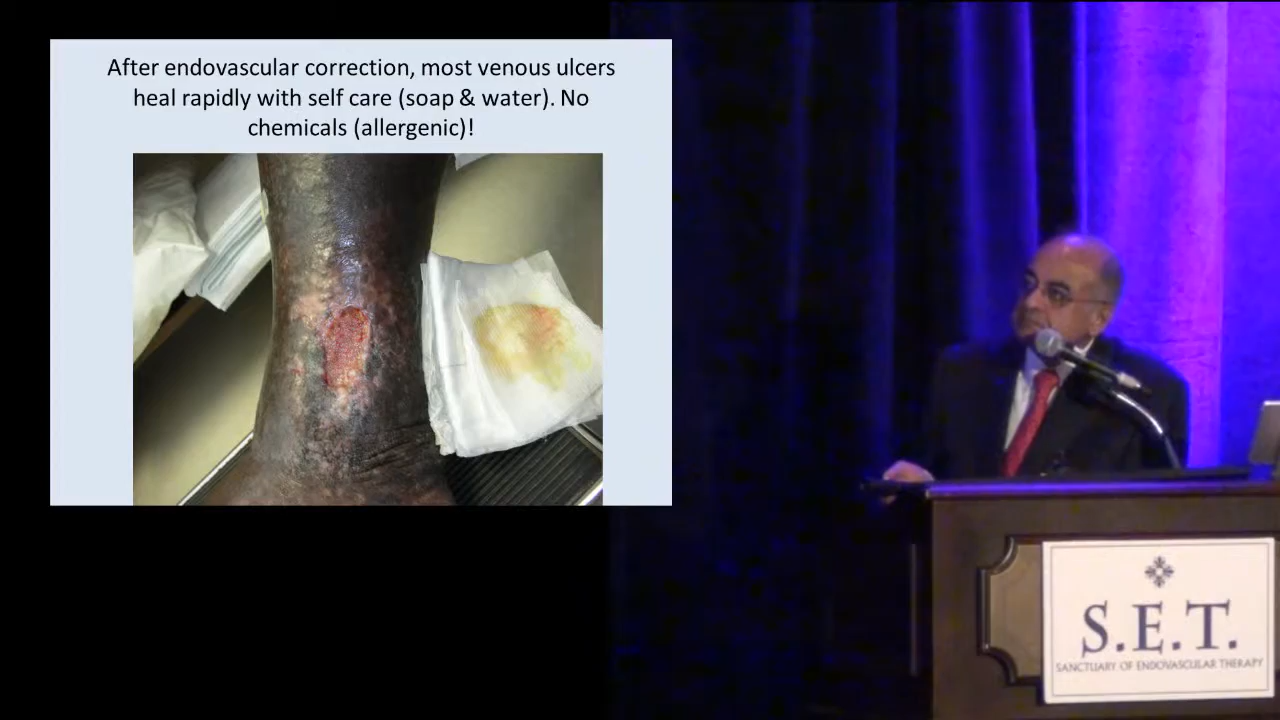 After endovascular correction, most venous ulcers
heal rapidly with self care (soap & water). No
chemicals (allergenic)!
S.E.T.
SANCTUARY OF ENDOVASCULAR THERAPY